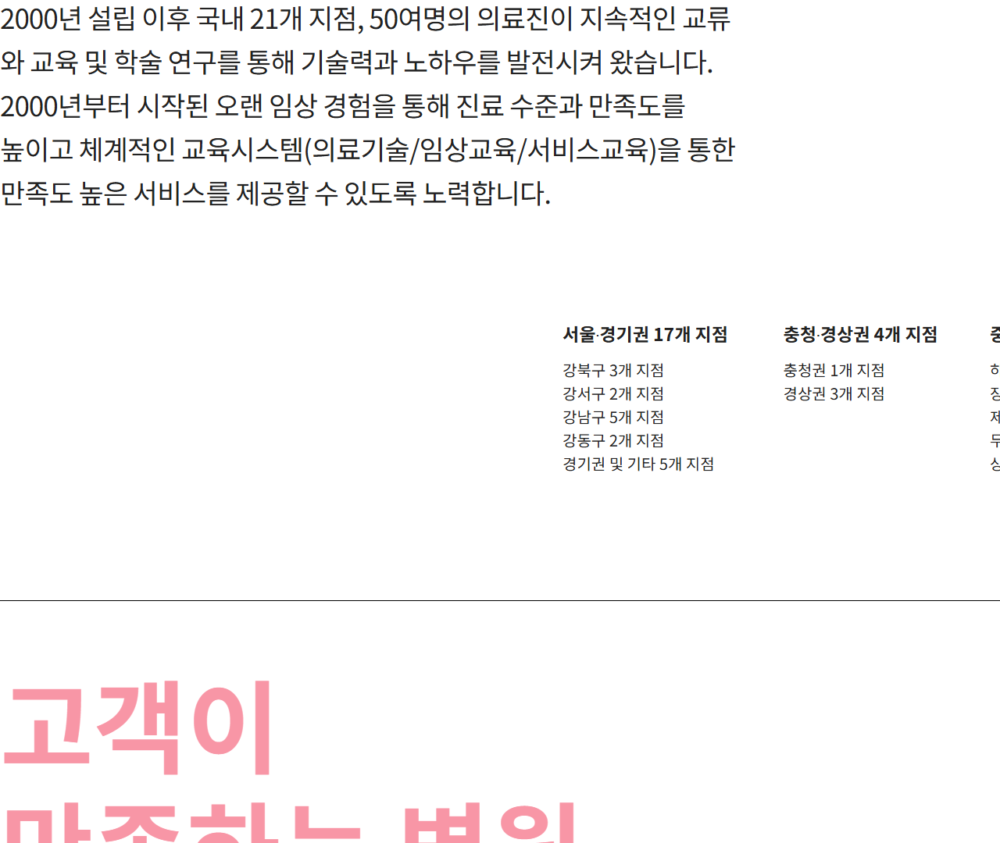 2000년 설립 이후 국내 21개 지점, 50여명의 의료진이 지속적인 교류
와 교육 및 학술 연구를 통해 기술력과 노하우를 발전시켜 왔습니다.
2000년부터 시작된 오랜 임상 경험을 통해 진료 수준과 만족도를
높이고 체계적인 교육시스템(의료기술/임상교육/서비스교육)을 통한
만족도 높은 서비스를 제공할 수 있도록 노력합니다.
서울·경기권 17개 지점
강북구 3개 지점
강서구 2개 지점
강남구 5개 지점
강동구 2개 지점
경기권 및 기타 5개 지점
충청·경상권 4개 지점
충청권 1개 지점
경상권 3개 지점
고객이
만족하는 병원